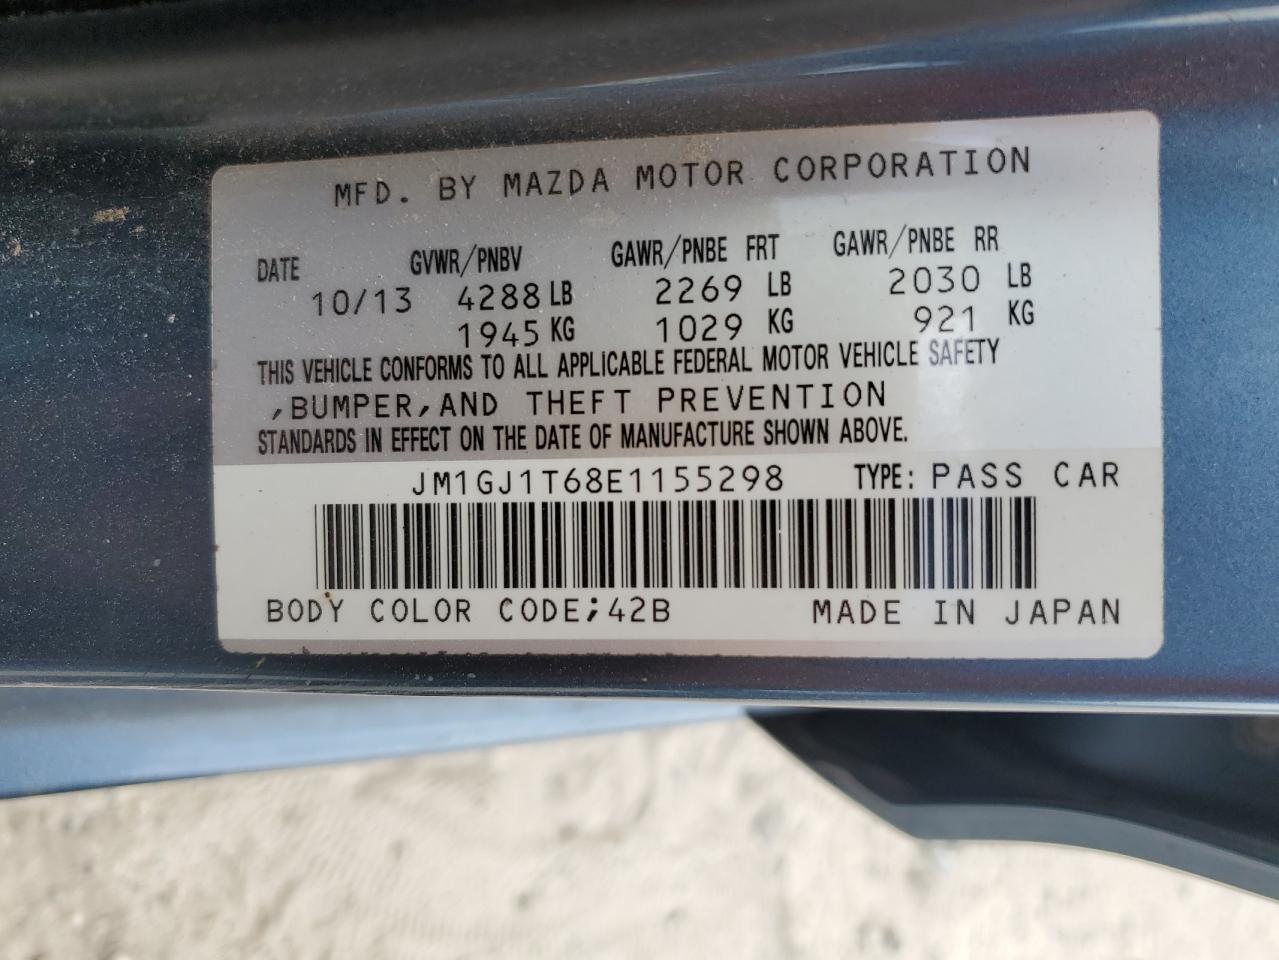 MFD. BY MAZDA MOTOR CORPORATION
DATE GVWR/PNBV GAWR/PNBE FRT GAWR/PNBE RR
10/13 4288 LB 2269 LB 2030 LB
1945 KG 1029 KG 921 KG
THIS VEHICLE CONFORMS TO ALL APPLICABLE FEDERAL MOTOR VEHICLE SAFETY
,BUMPER,AND THEFT PREVENTION
STANDARDS IN EFFECT ON THE DATE OF MANUFACTURE SHOWN ABOVE.
JM1GJ1T68E1155298 TYPE: PASS CAR
BODY COLOR CODE;42B MADE IN JAPAN